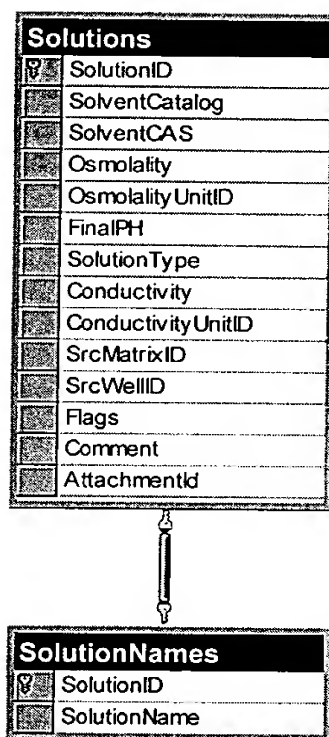 Solutions
SolutionID
SolventCatalog
SolventCAS
Osmolality
OsmolalityUnitID
FinalPH
SolutionType
Conductivity
ConductivityUnitID
SrcMatrixID
SrcWellID
Flags
Comment
AttachmentId
SolutionNames
SolutionID
SolutionName